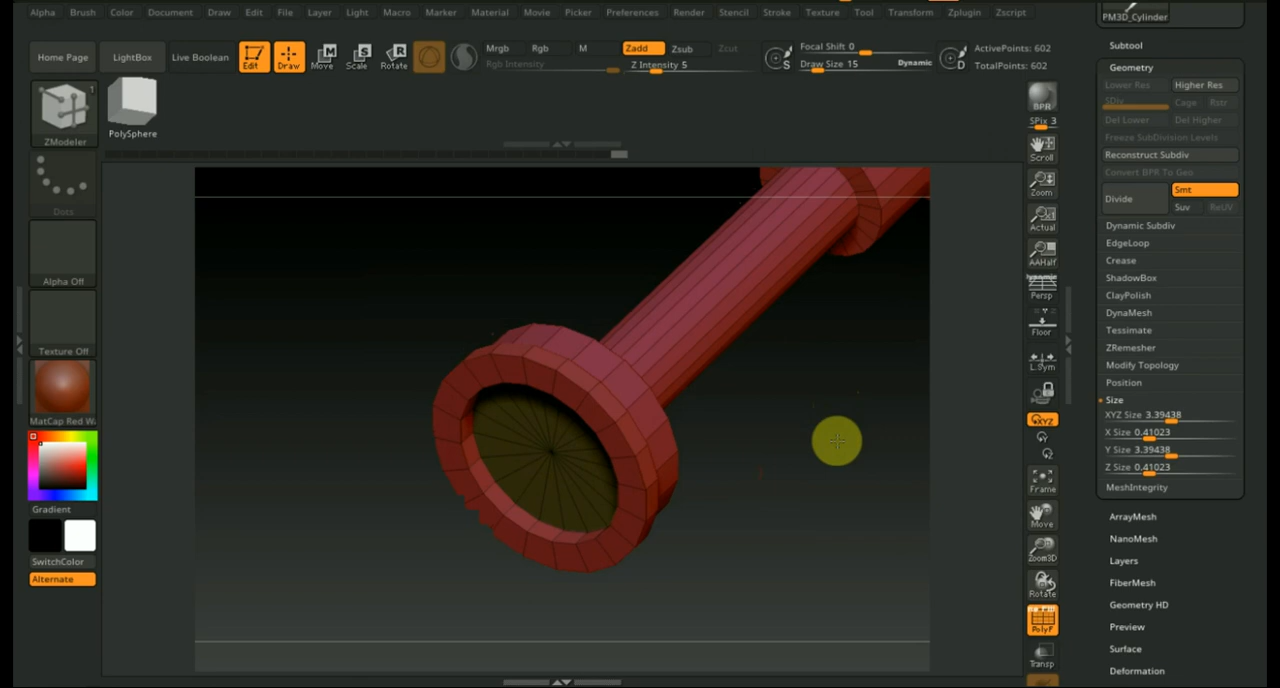 Alpha Brush Color Document Draw Edit File Layer Light Macro Marker Material Movie Picker Preferences Render Stencil Stroke Texture Tool Transform Zplugin Zscript
PM3D_Cylinder
Home Page
LightBox
Live Boolean
Edit
Draw
Move
Scale
Rotate
Mrgb Rgb M
Rgb Intensity
Zadd Zsub Zcut
Z Intensity 5
S
Focal Shift 0
Draw Size 15 Dynamic
D
ActivePoints: 602
TotalPoints: 602
1
ZModeler
PolySphere
Dots
Alpha Off
Texture Off
MatCap Red W
Gradient
SwitchColor
Alternate
BPR
SPix 3
Scroll
Zoom
Actual
AAHalf
Dynamic
Persp
Floor
L.Sym
XYZ
Y
Z
Frame
Move
Zoom3D
Rotate
PolyF
Transp
Subtool
Geometry
Lower Res Higher Res
SDiv Cage Rstr
Del Lower Del Higher
Freeze SubDivision Levels
Reconstruct Subdiv
Convert BPR To Geo
Divide
Smt
Suv ReUV
Dynamic Subdiv
EdgeLoop
Crease
ShadowBox
ClayPolish
DynaMesh
Tessimate
ZRemesher
Modify Topology
Position
Size
XYZ Size 3.39438
X Size 0.41023
Y Size 3.39438
Z Size 0.41023
MeshIntegrity
ArrayMesh
NanoMesh
Layers
FiberMesh
Geometry HD
Preview
Surface
Deformation